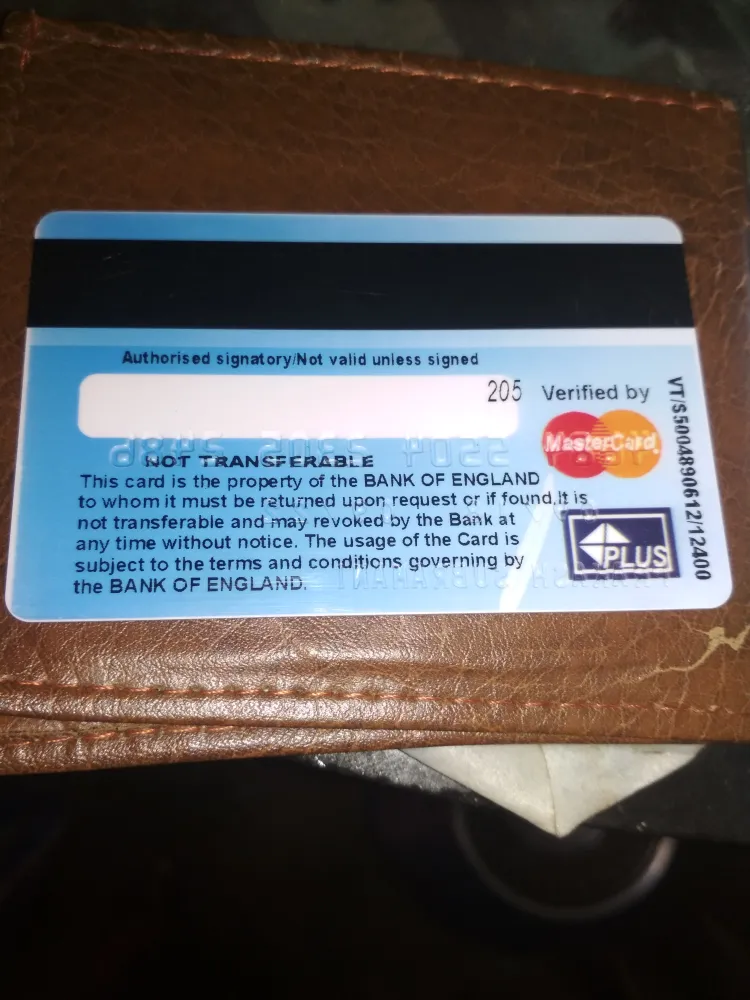 Authorised signatory/Not valid unless signed
205
Verified by
MasterCard
NOT TRANSFERABLE
This card is the property of the BANK OF ENGLAND
to whom it must be returned upon request or if found.It is
not transferable and may revoked by the Bank at
any time without notice. The usage of the Card is
subject to the terms and conditions governing by
the BANK OF ENGLAND.
PLUS
VT/S5004890612/12400